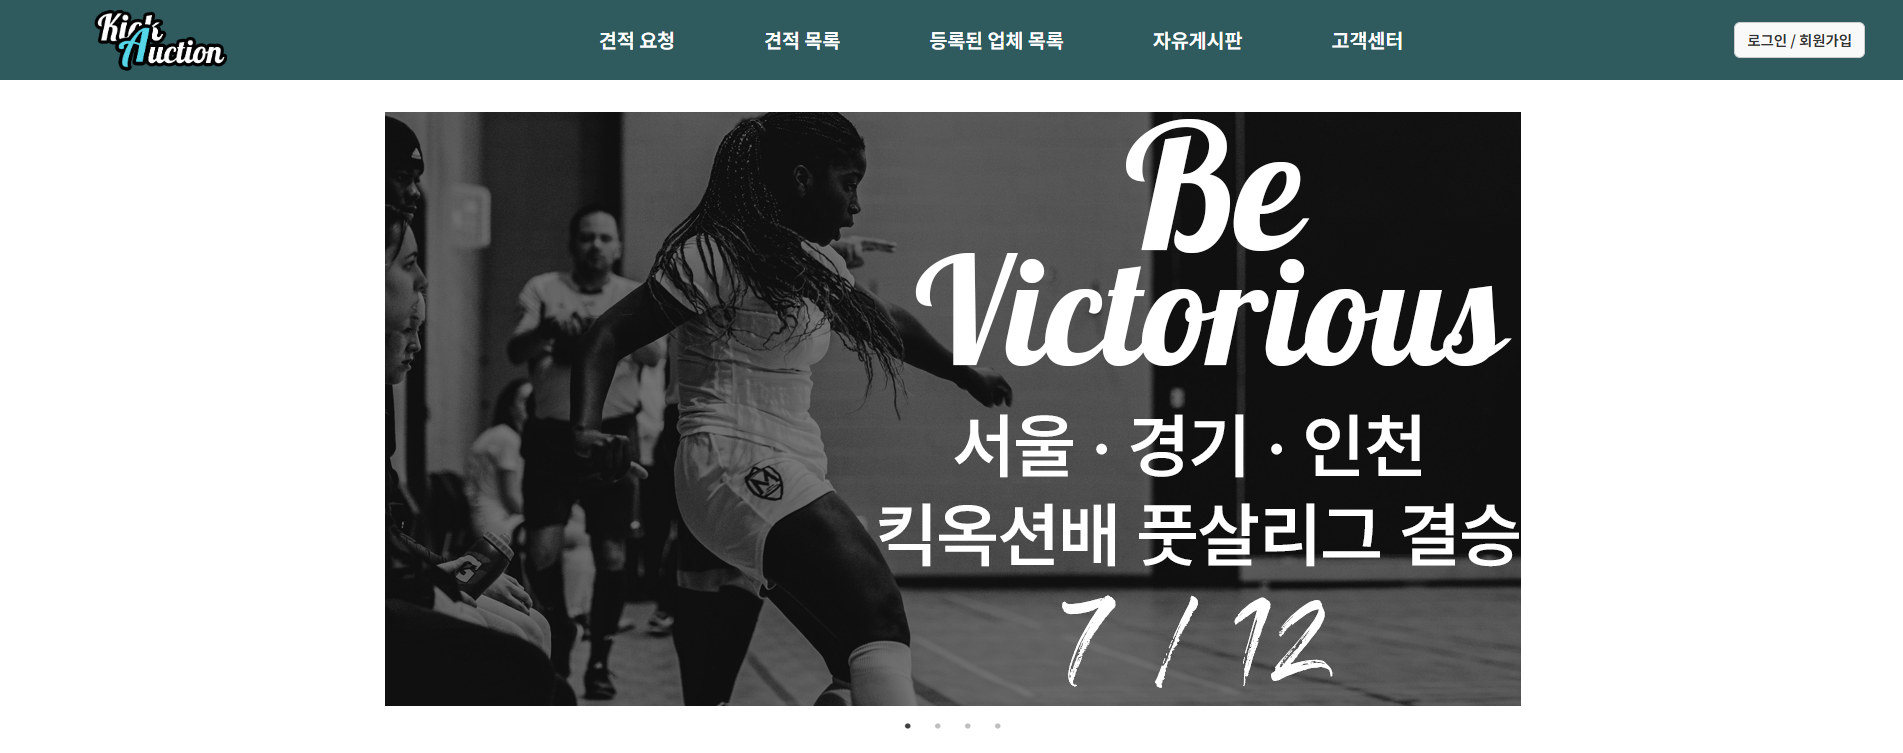 Kick
Auction
견적 요청
견적 목록
등록된 업체 목록
자유게시판
고객센터
로그인 / 회원가입
Be
Victorious
서울 · 경기 · 인천
킥옥션배 풋살리그 결승
7 / 12
M
G